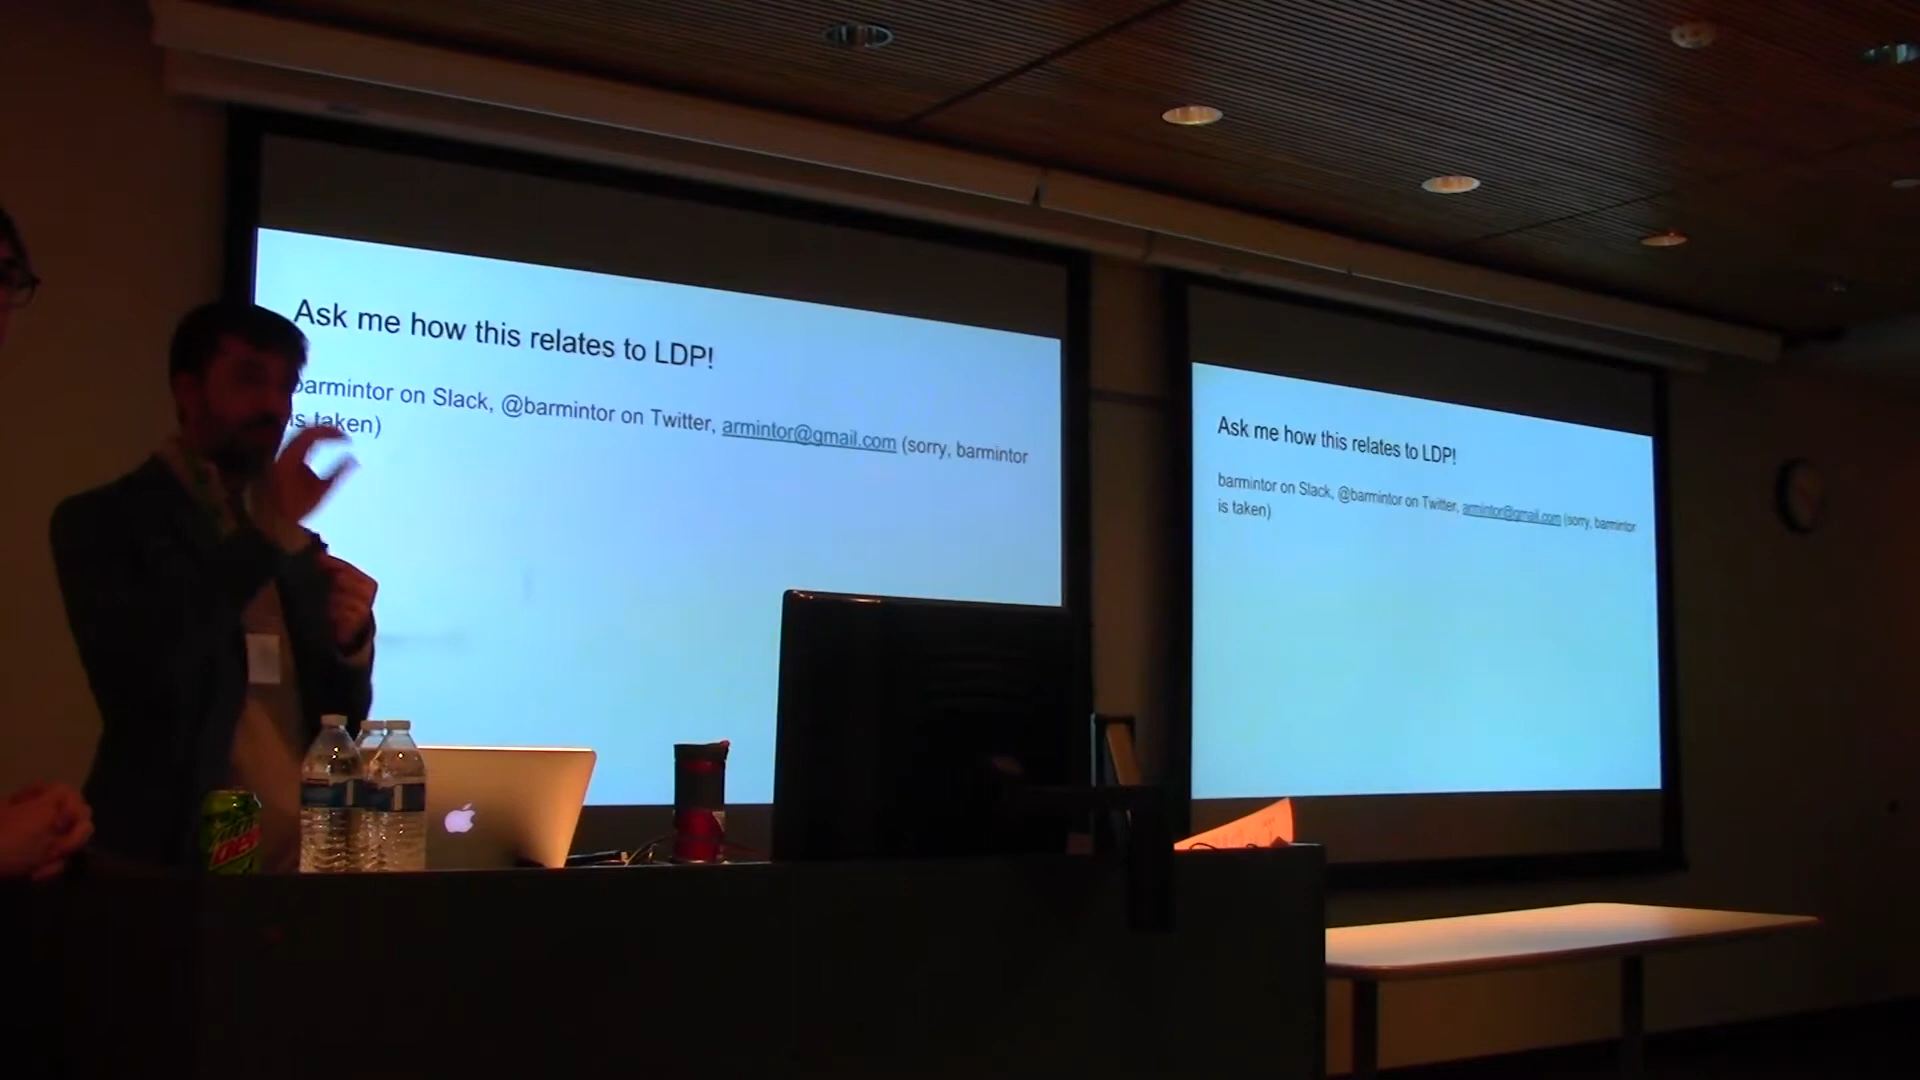 Ask me how this relates to LDP!
barmintor on Slack, @barmintor on Twitter, armintor@gmail.com (sorry, barmintor
is taken)
Ask me how this relates to LDP!
barmintor on Slack, @barmintor on Twitter, armintor@gmail.com (sorry, barmintor
is taken)